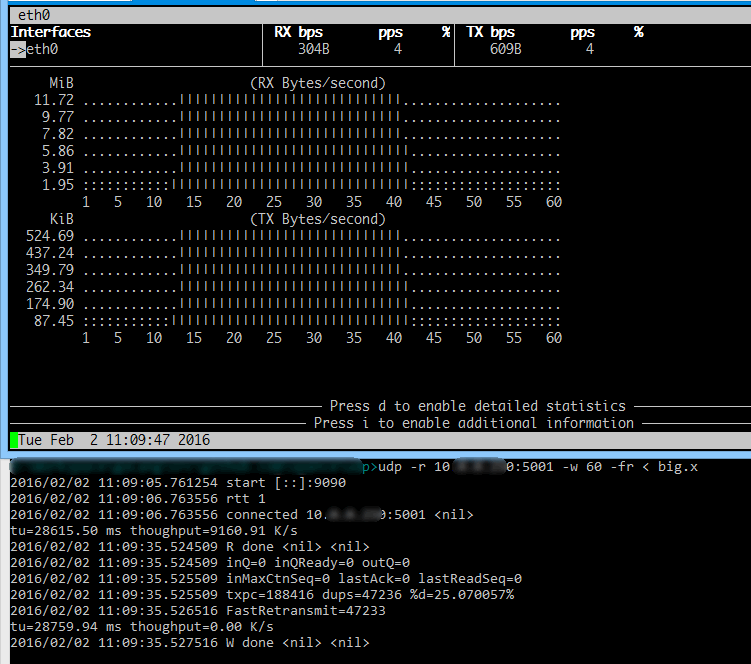 eth0
Interfaces RX bps pps % TX bps pps %
->eth0 304B 4 609B 4
MiB (RX Bytes/second)
11.72 ............||||||||||||||||||||||||||||....................
9.77 ............||||||||||||||||||||||||||||....................
7.82 ............||||||||||||||||||||||||||||....................
5.86 ............|||||||||||||||||||||||||||||...................
3.91 ............|||||||||||||||||||||||||||||...................
1.95 :::::::::::||||||||||||||||||||||||||||||:::::::::::::::::::
1 5 10 15 20 25 30 35 40 45 50 55 60
KiB (TX Bytes/second)
524.69 ............||||||||||||||||||||||||||||....................
437.24 ............||||||||||||||||||||||||||||....................
349.79 ............||||||||||||||||||||||||||||....................
262.34 ............|||||||||||||||||||||||||||||...................
174.90 ............|||||||||||||||||||||||||||||...................
87.45 :::::::::::||||||||||||||||||||||||||||||:::::::::::::::::::
1 5 10 15 20 25 30 35 40 45 50 55 60
Press d to enable detailed statistics
Press i to enable additional information
Tue Feb 2 11:09:47 2016
p>udp -r 10 0:5001 -w 60 -fr < big.x
2016/02/02 11:09:05.761254 start [::]:9090
2016/02/02 11:09:06.763556 rtt 1
2016/02/02 11:09:06.763556 connected 10. 0:5001 <nil>
tu=28615.50 ms thoughput=9160.91 K/s
2016/02/02 11:09:35.524509 R done <nil> <nil>
2016/02/02 11:09:35.524509 inQ=0 inQReady=0 outQ=0
2016/02/02 11:09:35.525509 inMaxCtnSeq=0 lastAck=0 lastReadSeq=0
2016/02/02 11:09:35.525509 txpc=188416 dups=47236 %d=25.070057%
2016/02/02 11:09:35.526516 FastRetransmit=47233
tu=28759.94 ms thoughput=0.00 K/s
2016/02/02 11:09:35.527516 W done <nil> <nil>